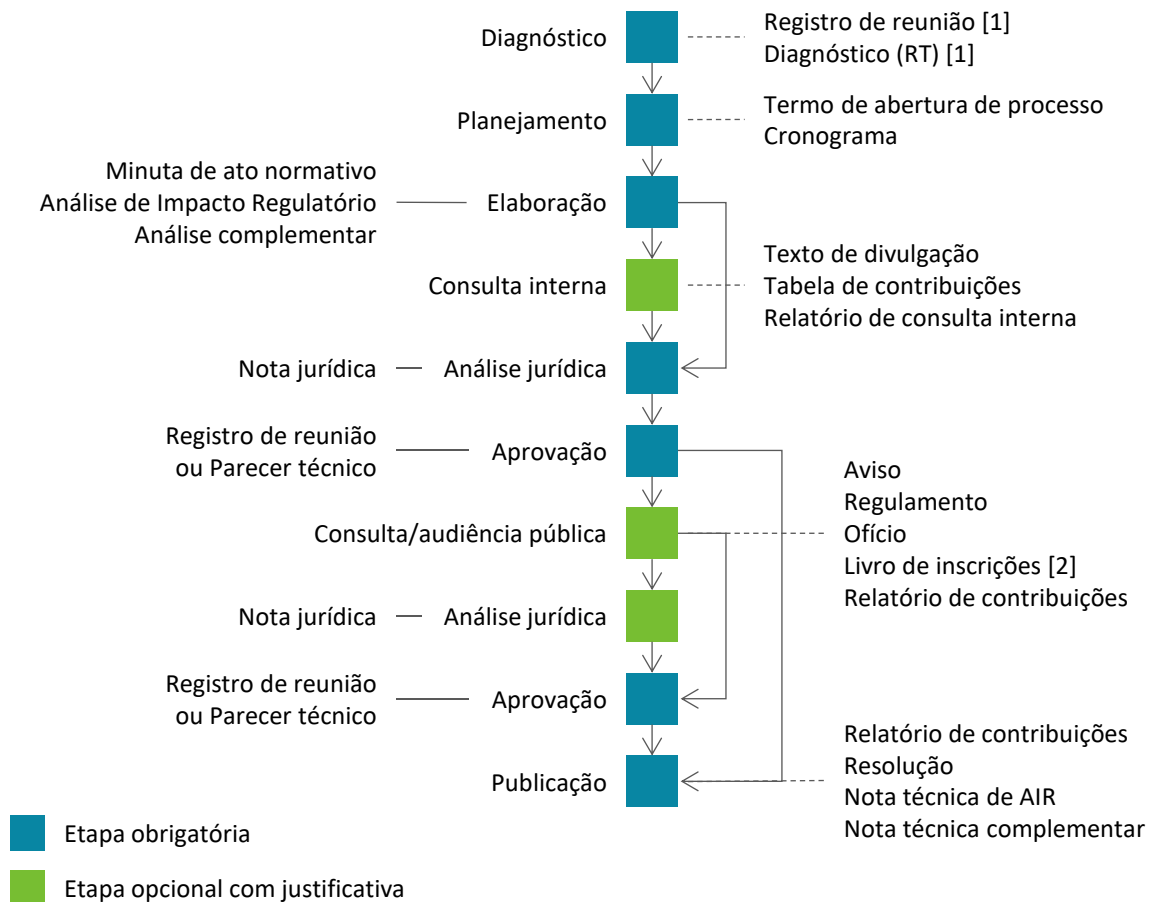 Diagnóstico
Registro de reunião [1]
Diagnóstico (RT) [1]
Planejamento
Termo de abertura de processo
Cronograma
Minuta de ato normativo
Análise de Impacto Regulatório
Análise complementar
Elaboração
Consulta interna
Texto de divulgação
Tabela de contribuições
Relatório de consulta interna
Nota jurídica
Análise jurídica
Registro de reunião
ou Parecer técnico
Aprovação
Consulta/audiência pública
Aviso
Regulamento
Ofício
Livro de inscrições [2]
Relatório de contribuições
Nota jurídica
Análise jurídica
Registro de reunião
ou Parecer técnico
Aprovação
Publicação
Relatório de contribuições
Resolução
Nota técnica de AIR
Nota técnica complementar
Etapa obrigatória
Etapa opcional com justificativa